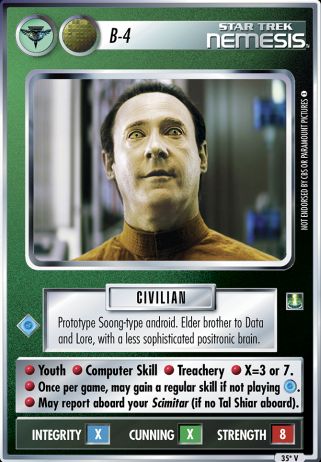 B-4
STAR TREK
NEMESIS™
NOT ENDORSED BY CBS OR PARAMOUNT PICTURES
CIVILIAN
Prototype Soong-type android. Elder brother to Data
and Lore, with a less sophisticated positronic brain.
Youth • Computer Skill • Treachery • X=3 or 7.
• Once per game, may gain a regular skill if not playing .
• May report aboard your Scimitar (if no Tal Shiar aboard).
INTEGRITY X CUNNING X STRENGTH 8
35* V